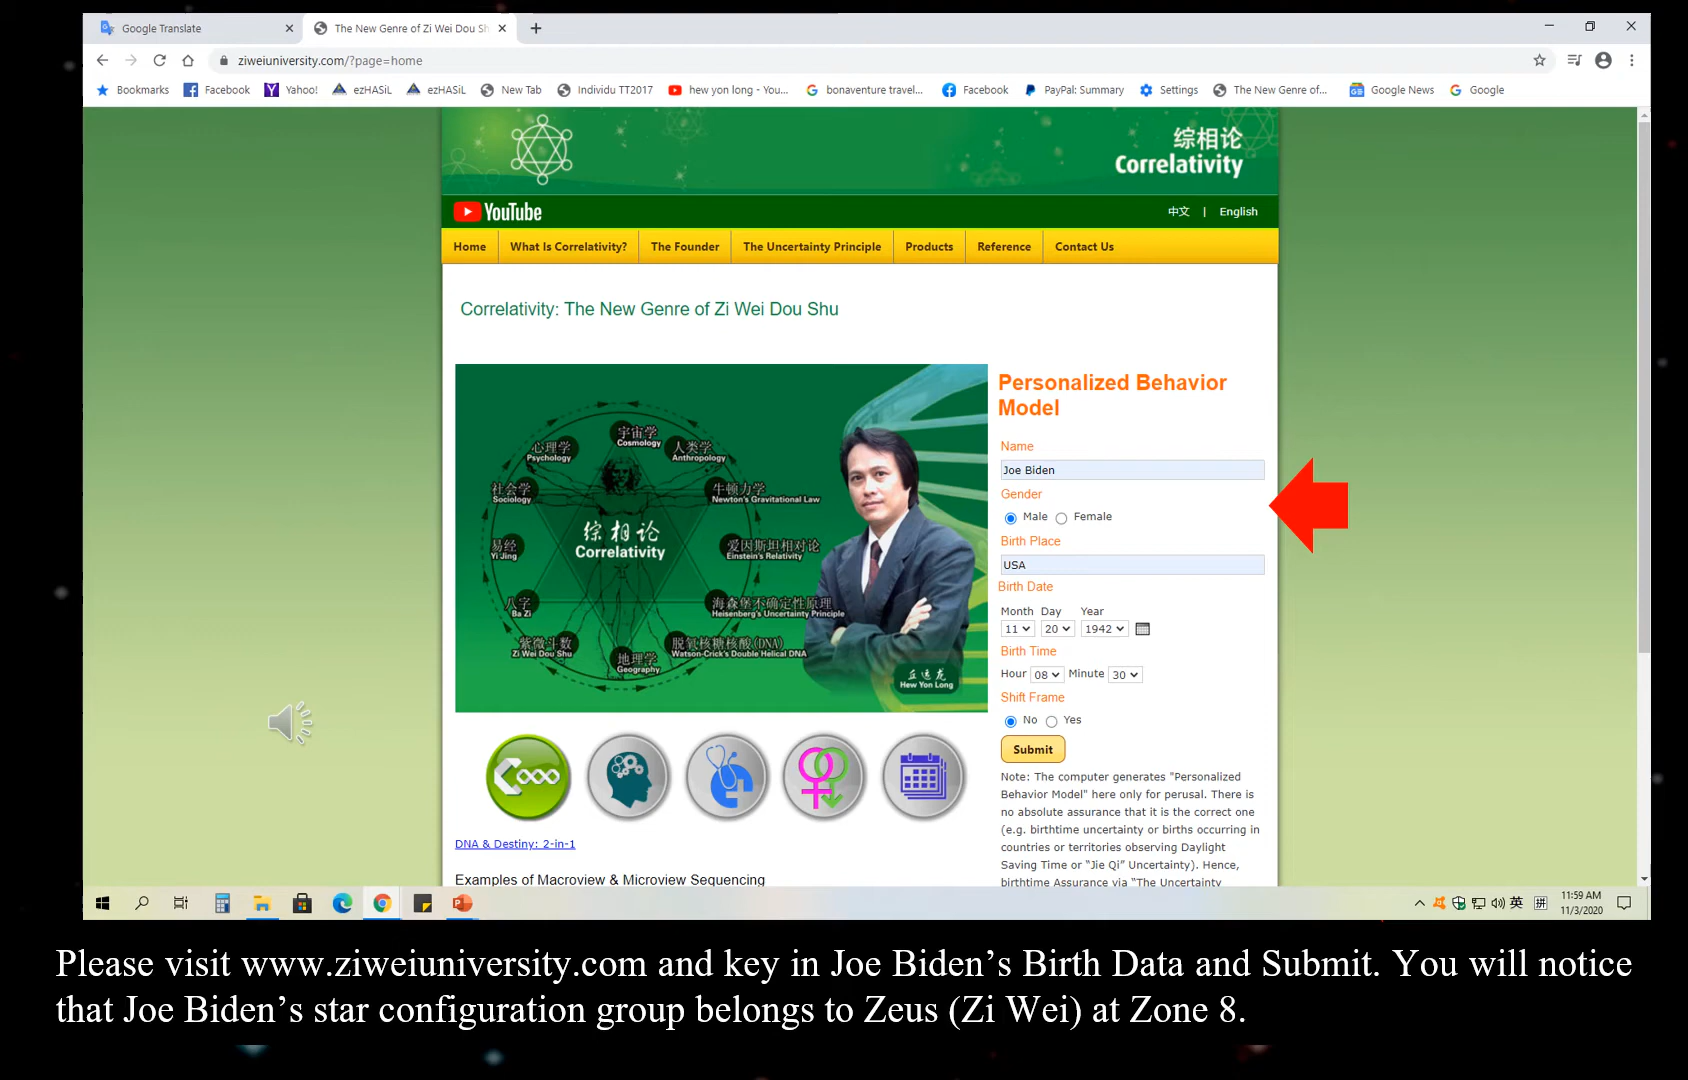 Google Translate
The New Genre of Zi Wei Dou Sh
ziweiuniversity.com/?page=home
Bookmarks
Facebook
Yahoo!
ezHASiL
ezHASiL
New Tab
Individu TT2017
hew yon long - You...
bonaventure travel...
Facebook
PayPal: Summary
Settings
The New Genre of...
Google News
Google
综相论
Correlativity
YouTube
中文 | English
Home
What Is Correlativity?
The Founder
The Uncertainty Principle
Products
Reference
Contact Us
Correlativity: The New Genre of Zi Wei Dou Shu
宇宙学
Cosmology
心理学
Psychology
人类学
Anthropology
社会学
Sociology
牛顿力学
Newton's Gravitational Law
综相论
Correlativity
易经
Yi Jing
爱因斯坦相对论
Einstein's Relativity
八字
Ba Zi
海森堡不确定性原理
Heisenberg's Uncertainty Principle
紫微斗数
Zi Wei Dou Shu
脱氧核糖核酸(DNA)
Watson-Crick's Double Helical DNA
地理学
Geography
丘运龙
Hew Yon Long
DNA & Destiny: 2-in-1
Examples of Macroview & Microview Sequencing
Personalized Behavior
Model
Name
Joe Biden
Gender
Male Female
Birth Place
USA
Birth Date
Month Day Year
11 20 1942
Birth Time
Hour 08 Minute 30
Shift Frame
No Yes
Submit
Note: The computer generates "Personalized
Behavior Model" here only for perusal. There is
no absolute assurance that it is the correct one
(e.g. birthtime uncertainty or births occurring in
countries or territories observing Daylight
Saving Time or "Jie Qi" Uncertainty). Hence,
birthtime Assurance via "The Uncertainty
英
拼
11:59 AM
11/3/2020
Please visit www.ziweiuniversity.com and key in Joe Biden’s Birth Data and Submit. You will notice
that Joe Biden’s star configuration group belongs to Zeus (Zi Wei) at Zone 8.